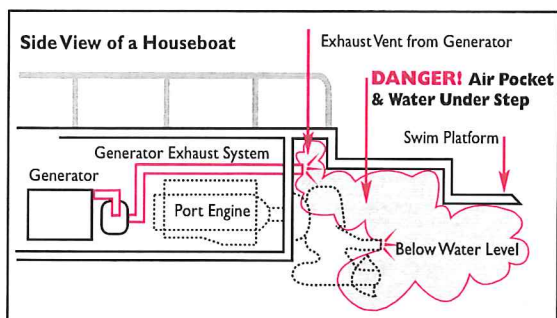 Side View of a Houseboat
Exhaust Vent from Generator
DANGER! Air Pocket
& Water Under Step
Swim Platform
Generator Exhaust System
Generator
Port Engine
Below Water Level